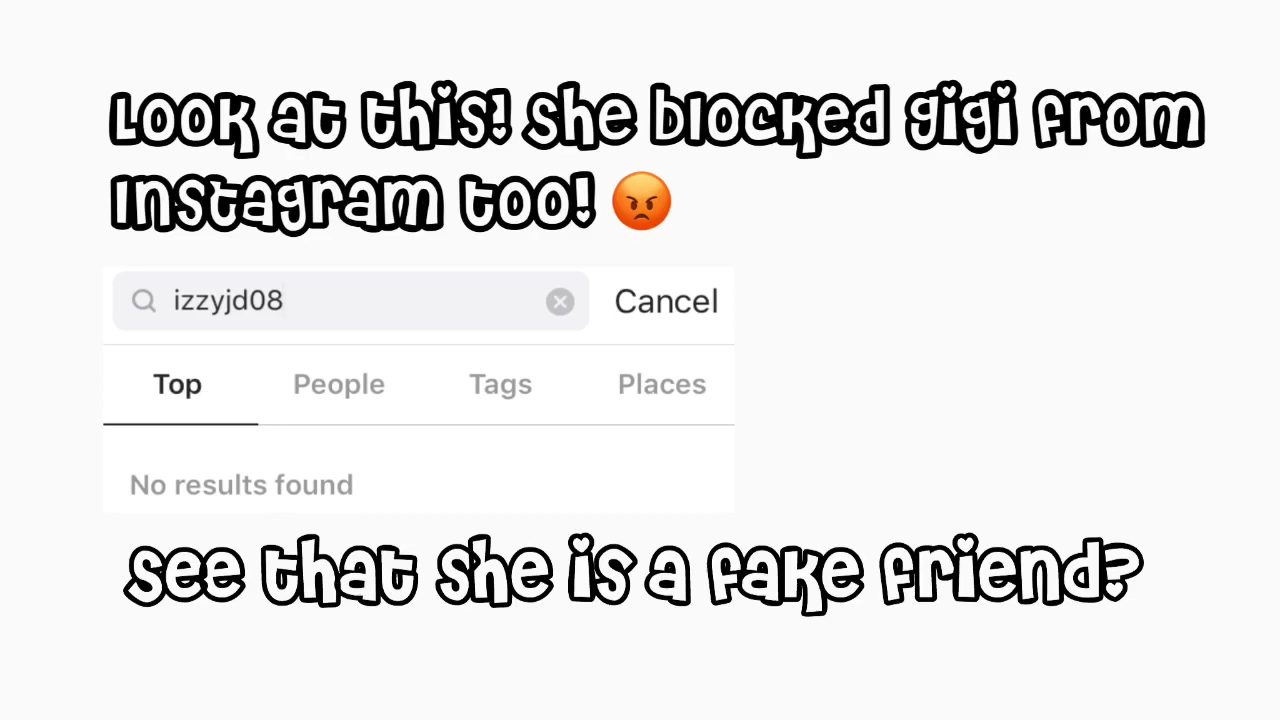 Look at this! She blocked gigi from
Instagram too! 😡
izzyjd08 Cancel
Top People Tags Places
No results found
See that she is a fake friend?